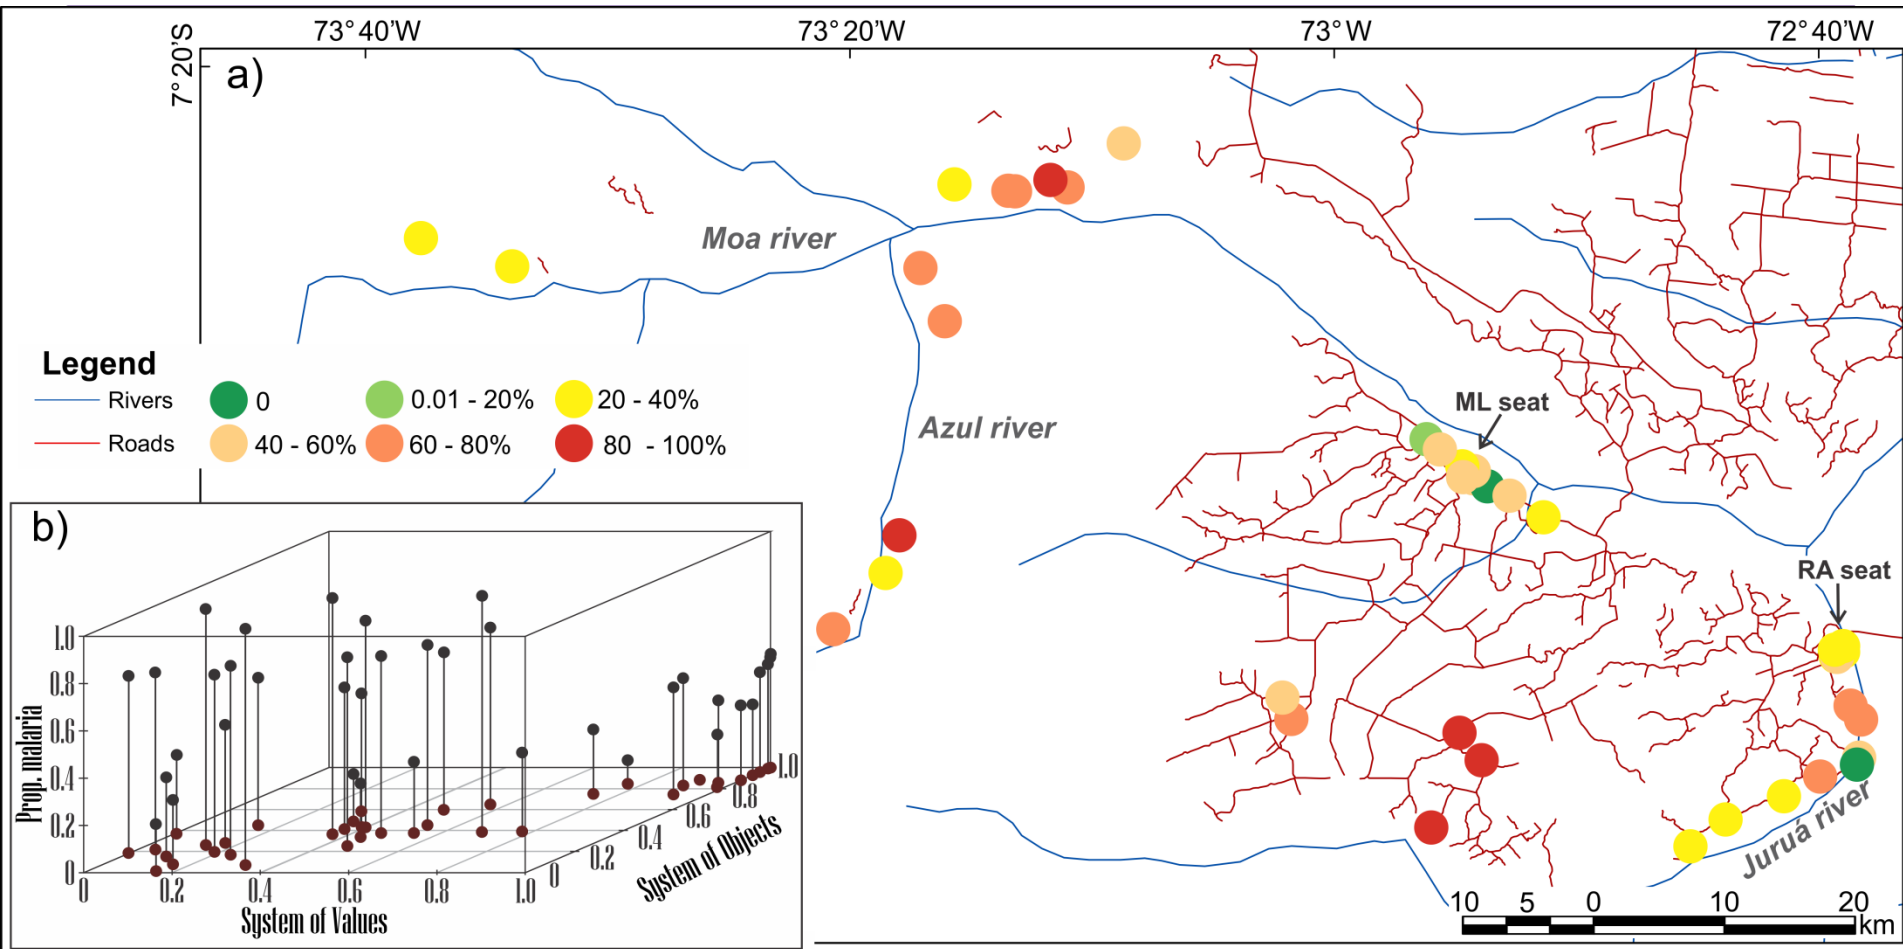 73°40'W 73°20'W 73°W 72°40'W
7°20'S
a)
Moa river
Legend
Rivers 0 0.01 - 20% 20 - 40%
Roads 40 - 60% 60 - 80% 80 - 100%
Azul river
ML seat
RA seat
Juruá river
10 5 0 10 20
km
b)
1.0
0.8
0.6
0.4
0.2
0
Prop. malaria
0 0.2 0.4 0.6 0.8 1.0
System of Values
0 0.2 0.4 0.6 0.8 1.0
System of Objects